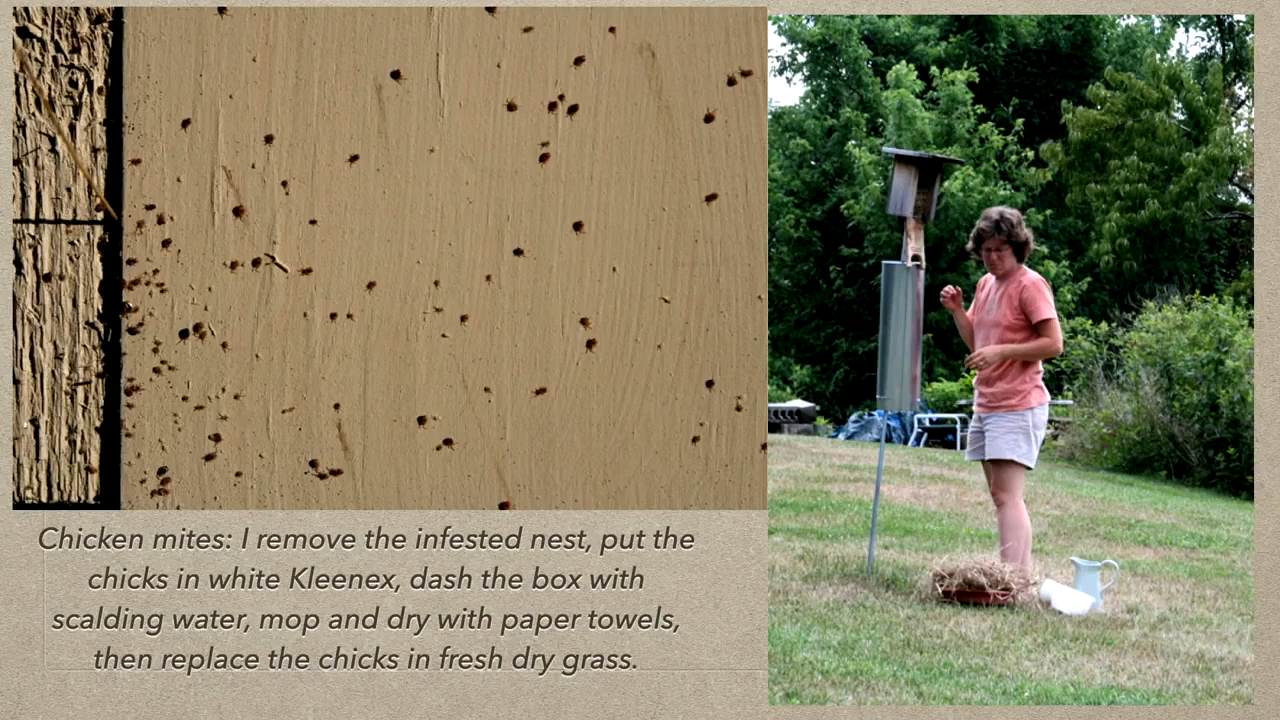 Chicken mites: I remove the infested nest, put the
chicks in white Kleenex, dash the box with
scalding water, mop and dry with paper towels,
then replace the chicks in fresh dry grass.